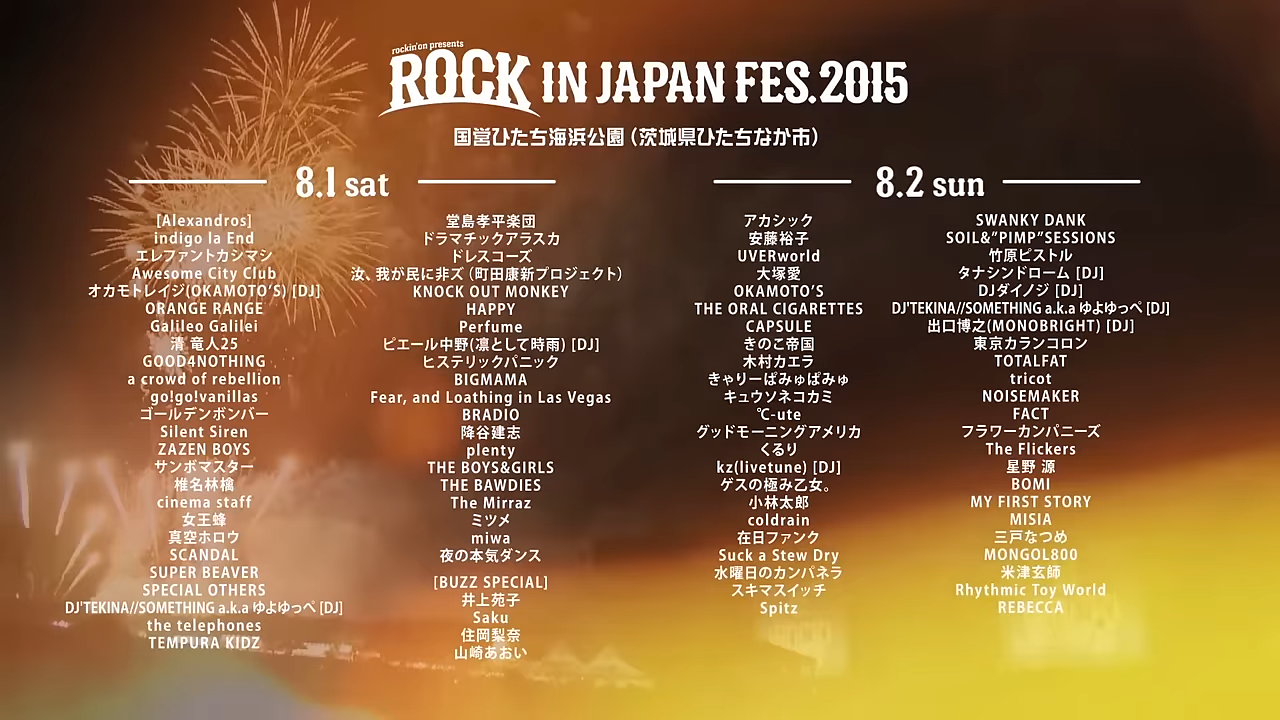 rockin'on presents
ROCK IN JAPAN FES.2015
国営ひたち海浜公園（茨城県ひたちなか市）
8.1 sat
[Alexandros]
indigo la End
エレファントカシマシ
Awesome City Club
オカモトレイジ(OKAMOTO'S) [DJ]
ORANGE RANGE
Galileo Galilei
清 竜人25
GOOD4NOTHING
a crowd of rebellion
go!go!vanillas
ゴールデンボンバー
Silent Siren
ZAZEN BOYS
サンボマスター
椎名林檎
cinema staff
女王蜂
真空ホロウ
SCANDAL
SUPER BEAVER
SPECIAL OTHERS
DJ'TEKINA//SOMETHING a.k.a ゆよゆっぺ [DJ]
the telephones
TEMPURA KIDZ
堂島孝平楽団
ドラマチックアラスカ
ドレスコーズ
汝、我が民に非ズ（町田康新プロジェクト）
KNOCK OUT MONKEY
HAPPY
Perfume
ピエール中野(凛として時雨) [DJ]
ヒステリックパニック
BIGMAMA
Fear, and Loathing in Las Vegas
BRADIO
降谷建志
plenty
THE BOYS&GIRLS
THE BAWDIES
The Mirraz
ミツメ
miwa
夜の本気ダンス
[BUZZ SPECIAL]
井上苑子
Saku
住岡梨奈
山崎あおい
8.2 sun
アカシック
安藤裕子
UVERworld
大塚愛
OKAMOTO'S
THE ORAL CIGARETTES
CAPSULE
きのこ帝国
木村カエラ
きゃりーぱみゅぱみゅ
キュウソネコカミ
℃-ute
グッドモーニングアメリカ
くるり
kz(livetune) [DJ]
ゲスの極み乙女。
小林太郎
coldrain
在日ファンク
Suck a Stew Dry
水曜日のカンパネラ
スキマスイッチ
Spitz
SWANKY DANK
SOIL&"PIMP"SESSIONS
竹原ピストル
タナシンドローム [DJ]
DJダイノジ [DJ]
DJ'TEKINA//SOMETHING a.k.a ゆよゆっぺ [DJ]
出口博之(MONOBRIGHT) [DJ]
東京カランコロン
TOTALFAT
tricot
NOISEMAKER
FACT
フラワーカンパニーズ
The Flickers
星野 源
BOMI
MY FIRST STORY
MISIA
三戸なつめ
MONGOL800
米津玄師
Rhythmic Toy World
REBECCA